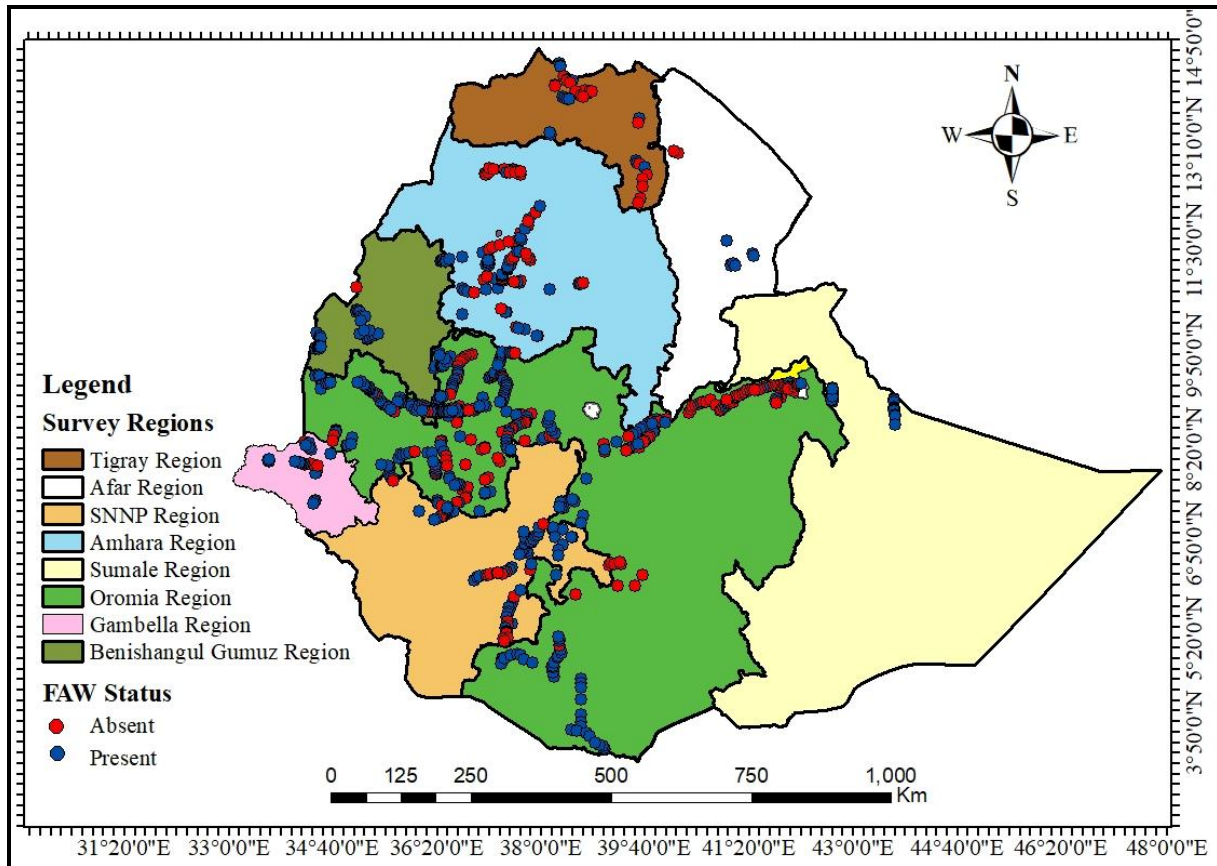 N
W E
S
Legend
Survey Regions
Tigray Region
Afar Region
SNNP Region
Amhara Region
Sumale Region
Oromia Region
Gambella Region
Benishangul Gumuz Region
FAW Status
Absent
Present
0 125 250 500 750 1,000
Km
14°50'0"N
13°10'0"N
11°30'0"N
9°50'0"N
8°20'0"N
6°50'0"N
5°20'0"N
3°50'0"N
31°20'0"E 33°0'0"E 34°40'0"E 36°20'0"E 38°0'0"E 39°40'0"E 41°20'0"E 43°0'0"E 44°40'0"E 46°20'0"E 48°0'0"E